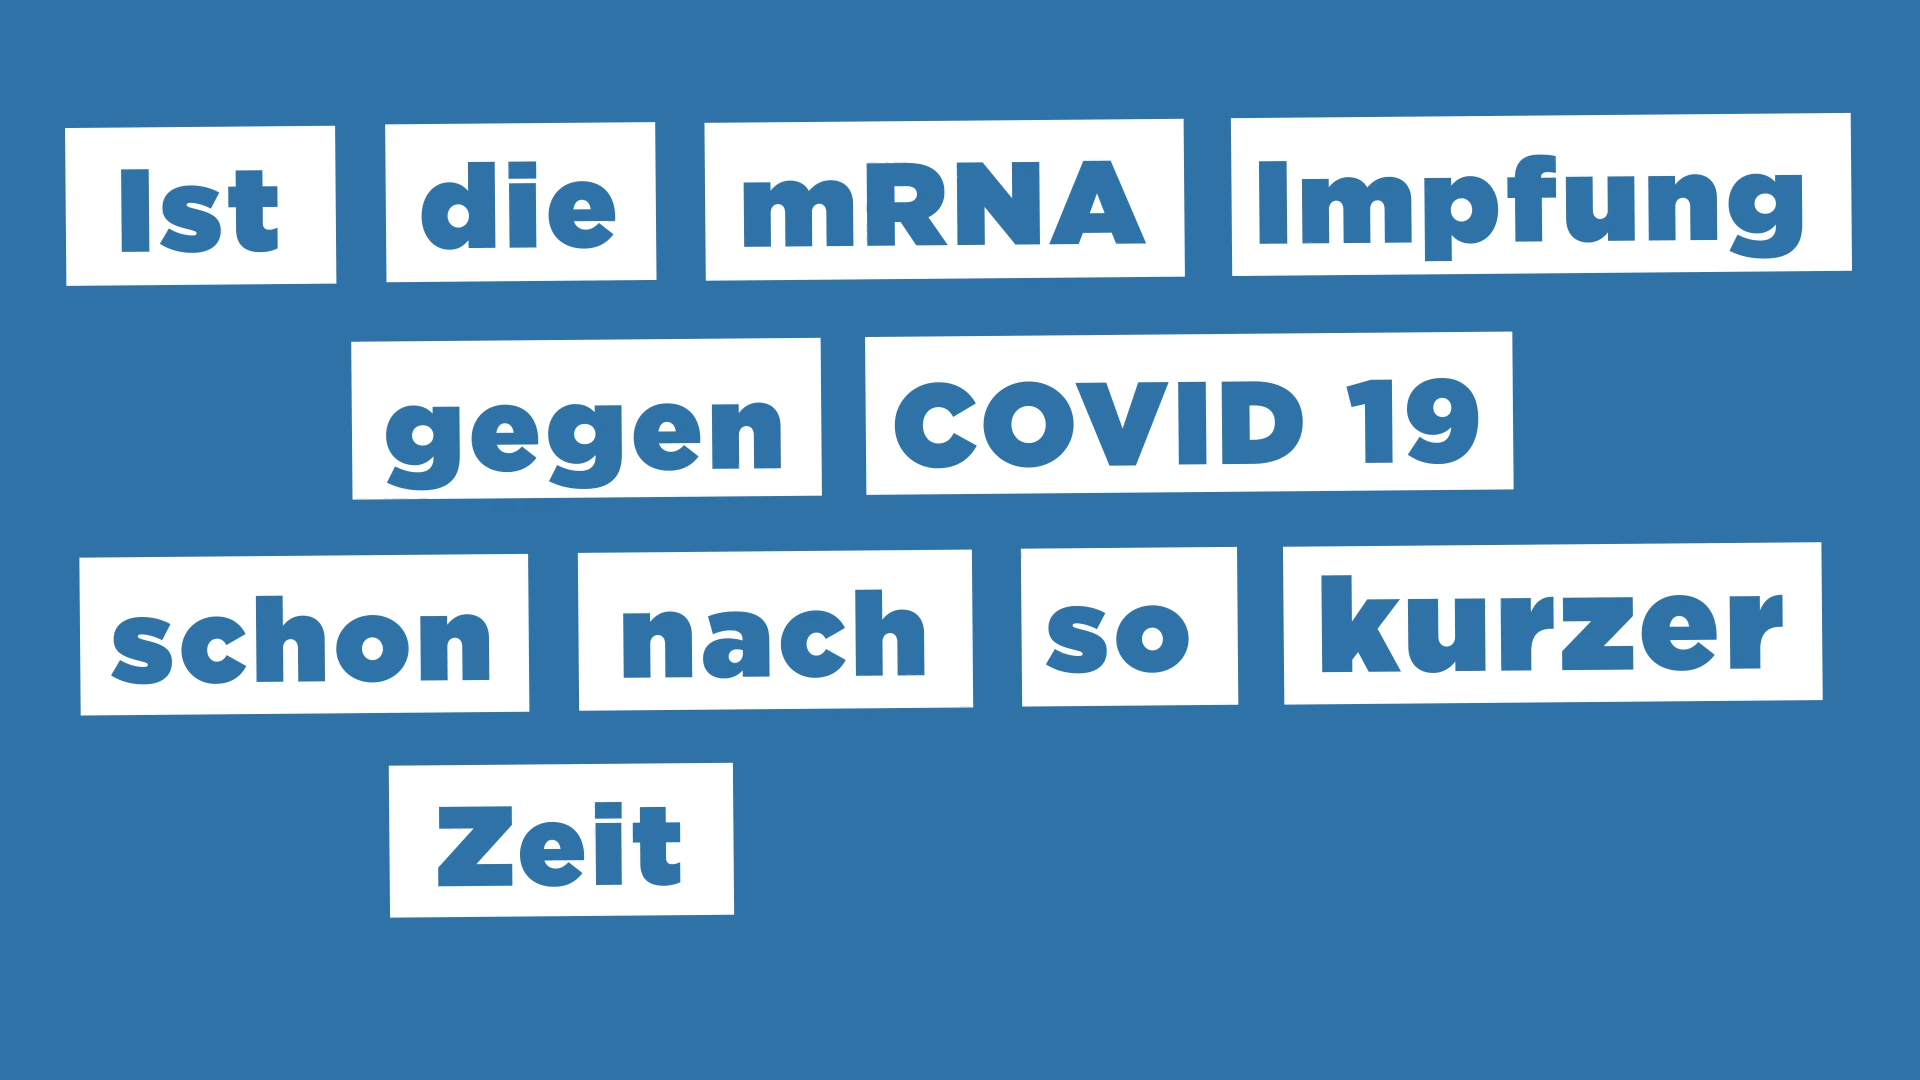 Ist die mRNA Impfung
gegen COVID 19
schon nach so kurzer
Zeit